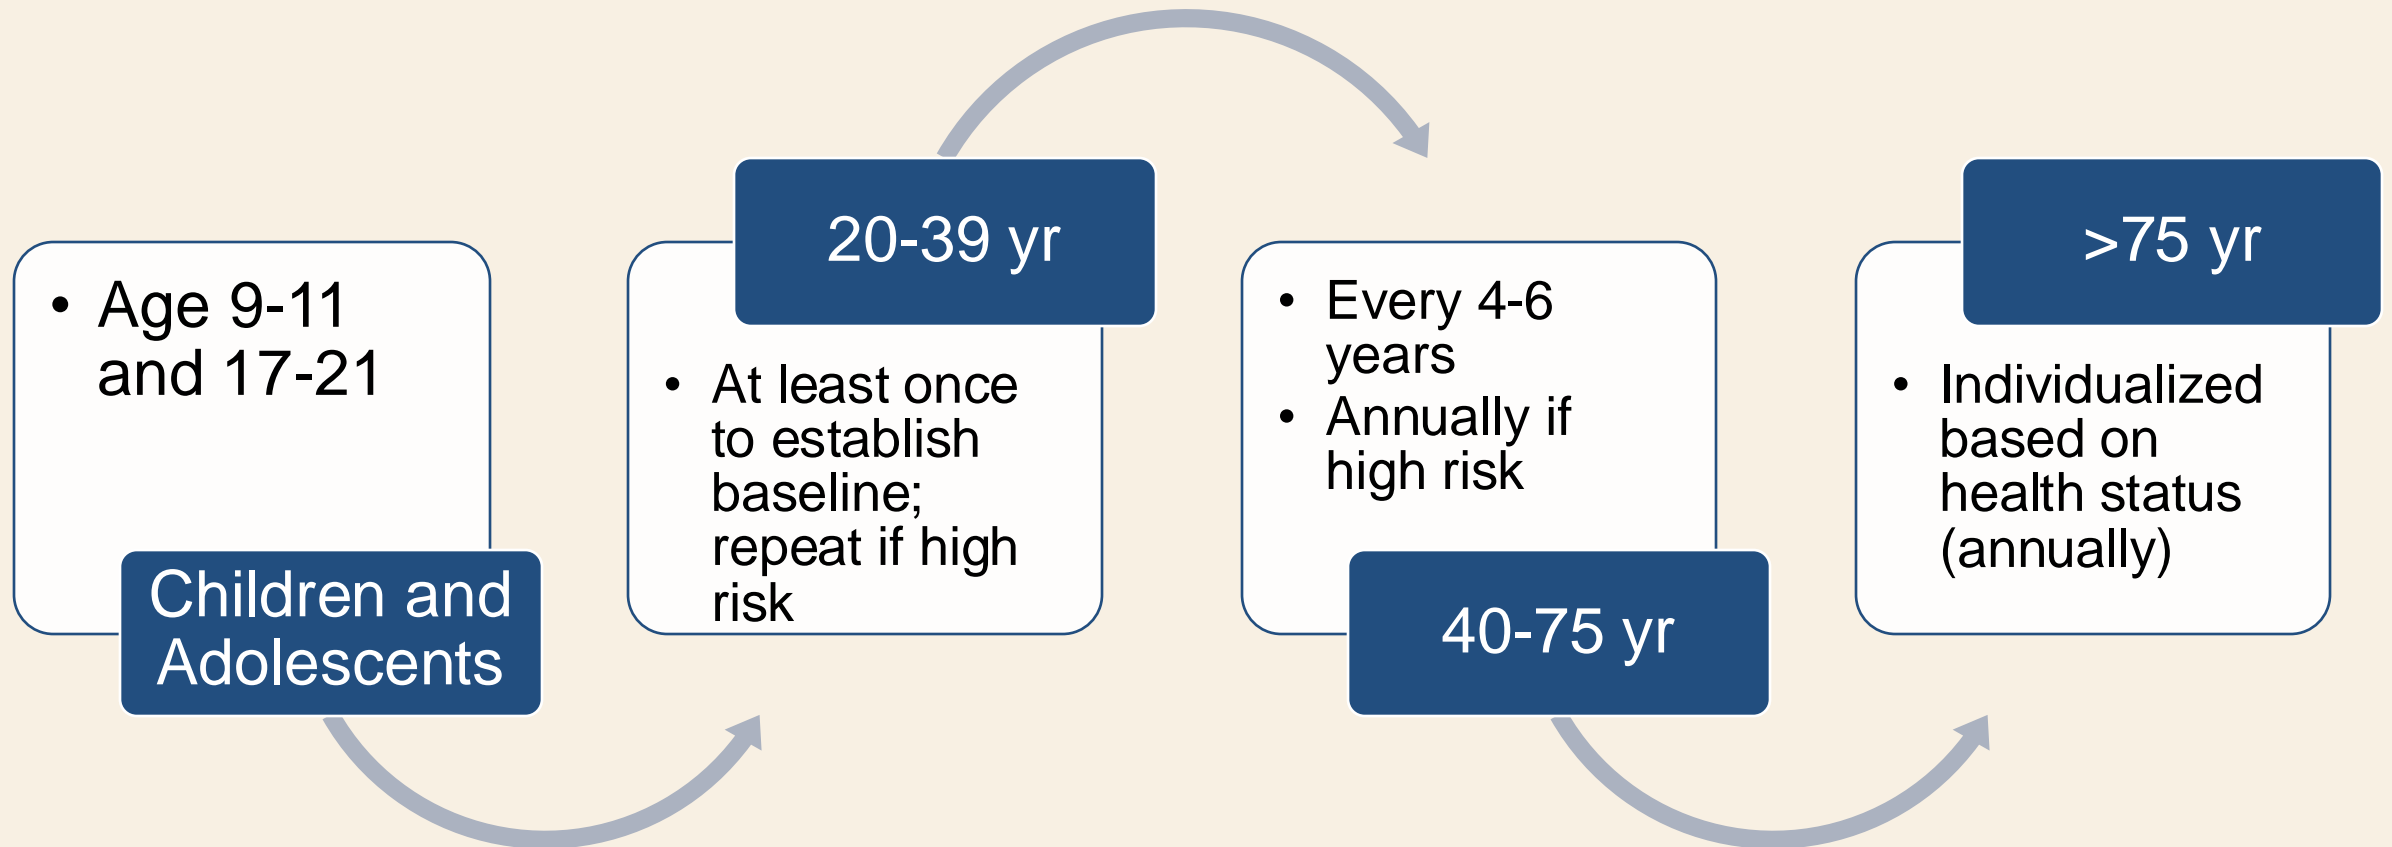 • Age 9-11
and 17-21
Children and
Adolescents
20-39 yr
• At least once
to establish
baseline;
repeat if high
risk
• Every 4-6
years
• Annually if
high risk
40-75 yr
>75 yr
• Individualized
based on
health status
(annually)